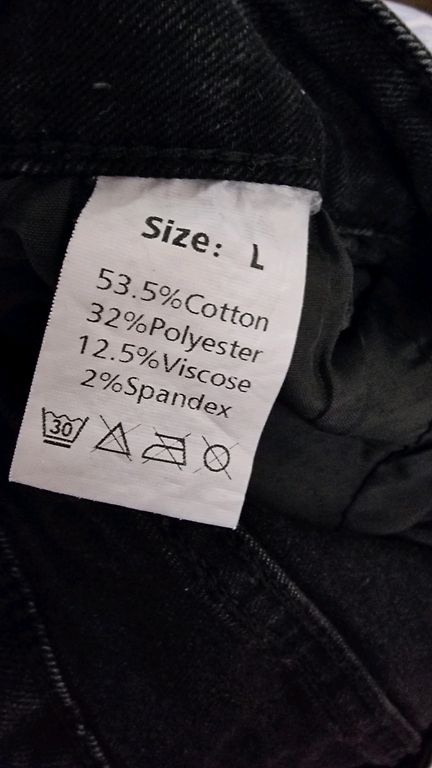 Size: L
53.5%Cotton
32%Polyester
12.5%Viscose
2%Spandex
30